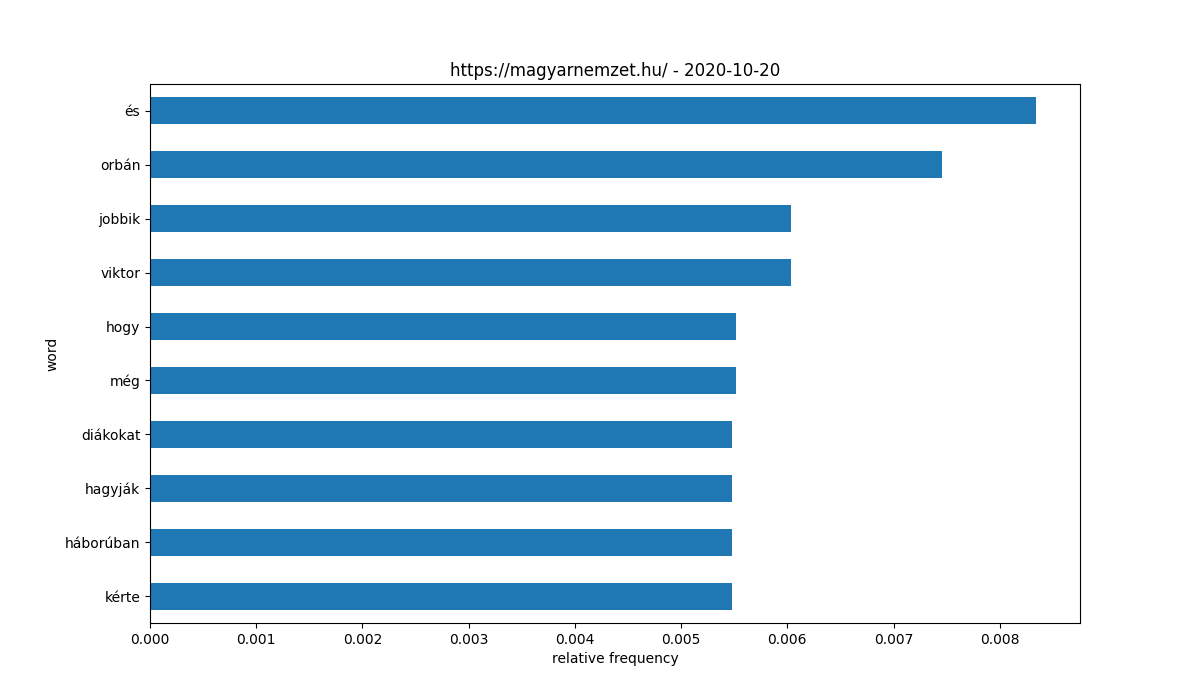 https://magyarnemzet.hu/ - 2020-10-20
és
orbán
jobbik
viktor
hogy
még
diákokat
hagyják
háborúban
kérte
word
0.000 0.001 0.002 0.003 0.004 0.005 0.006 0.007 0.008
relative frequency